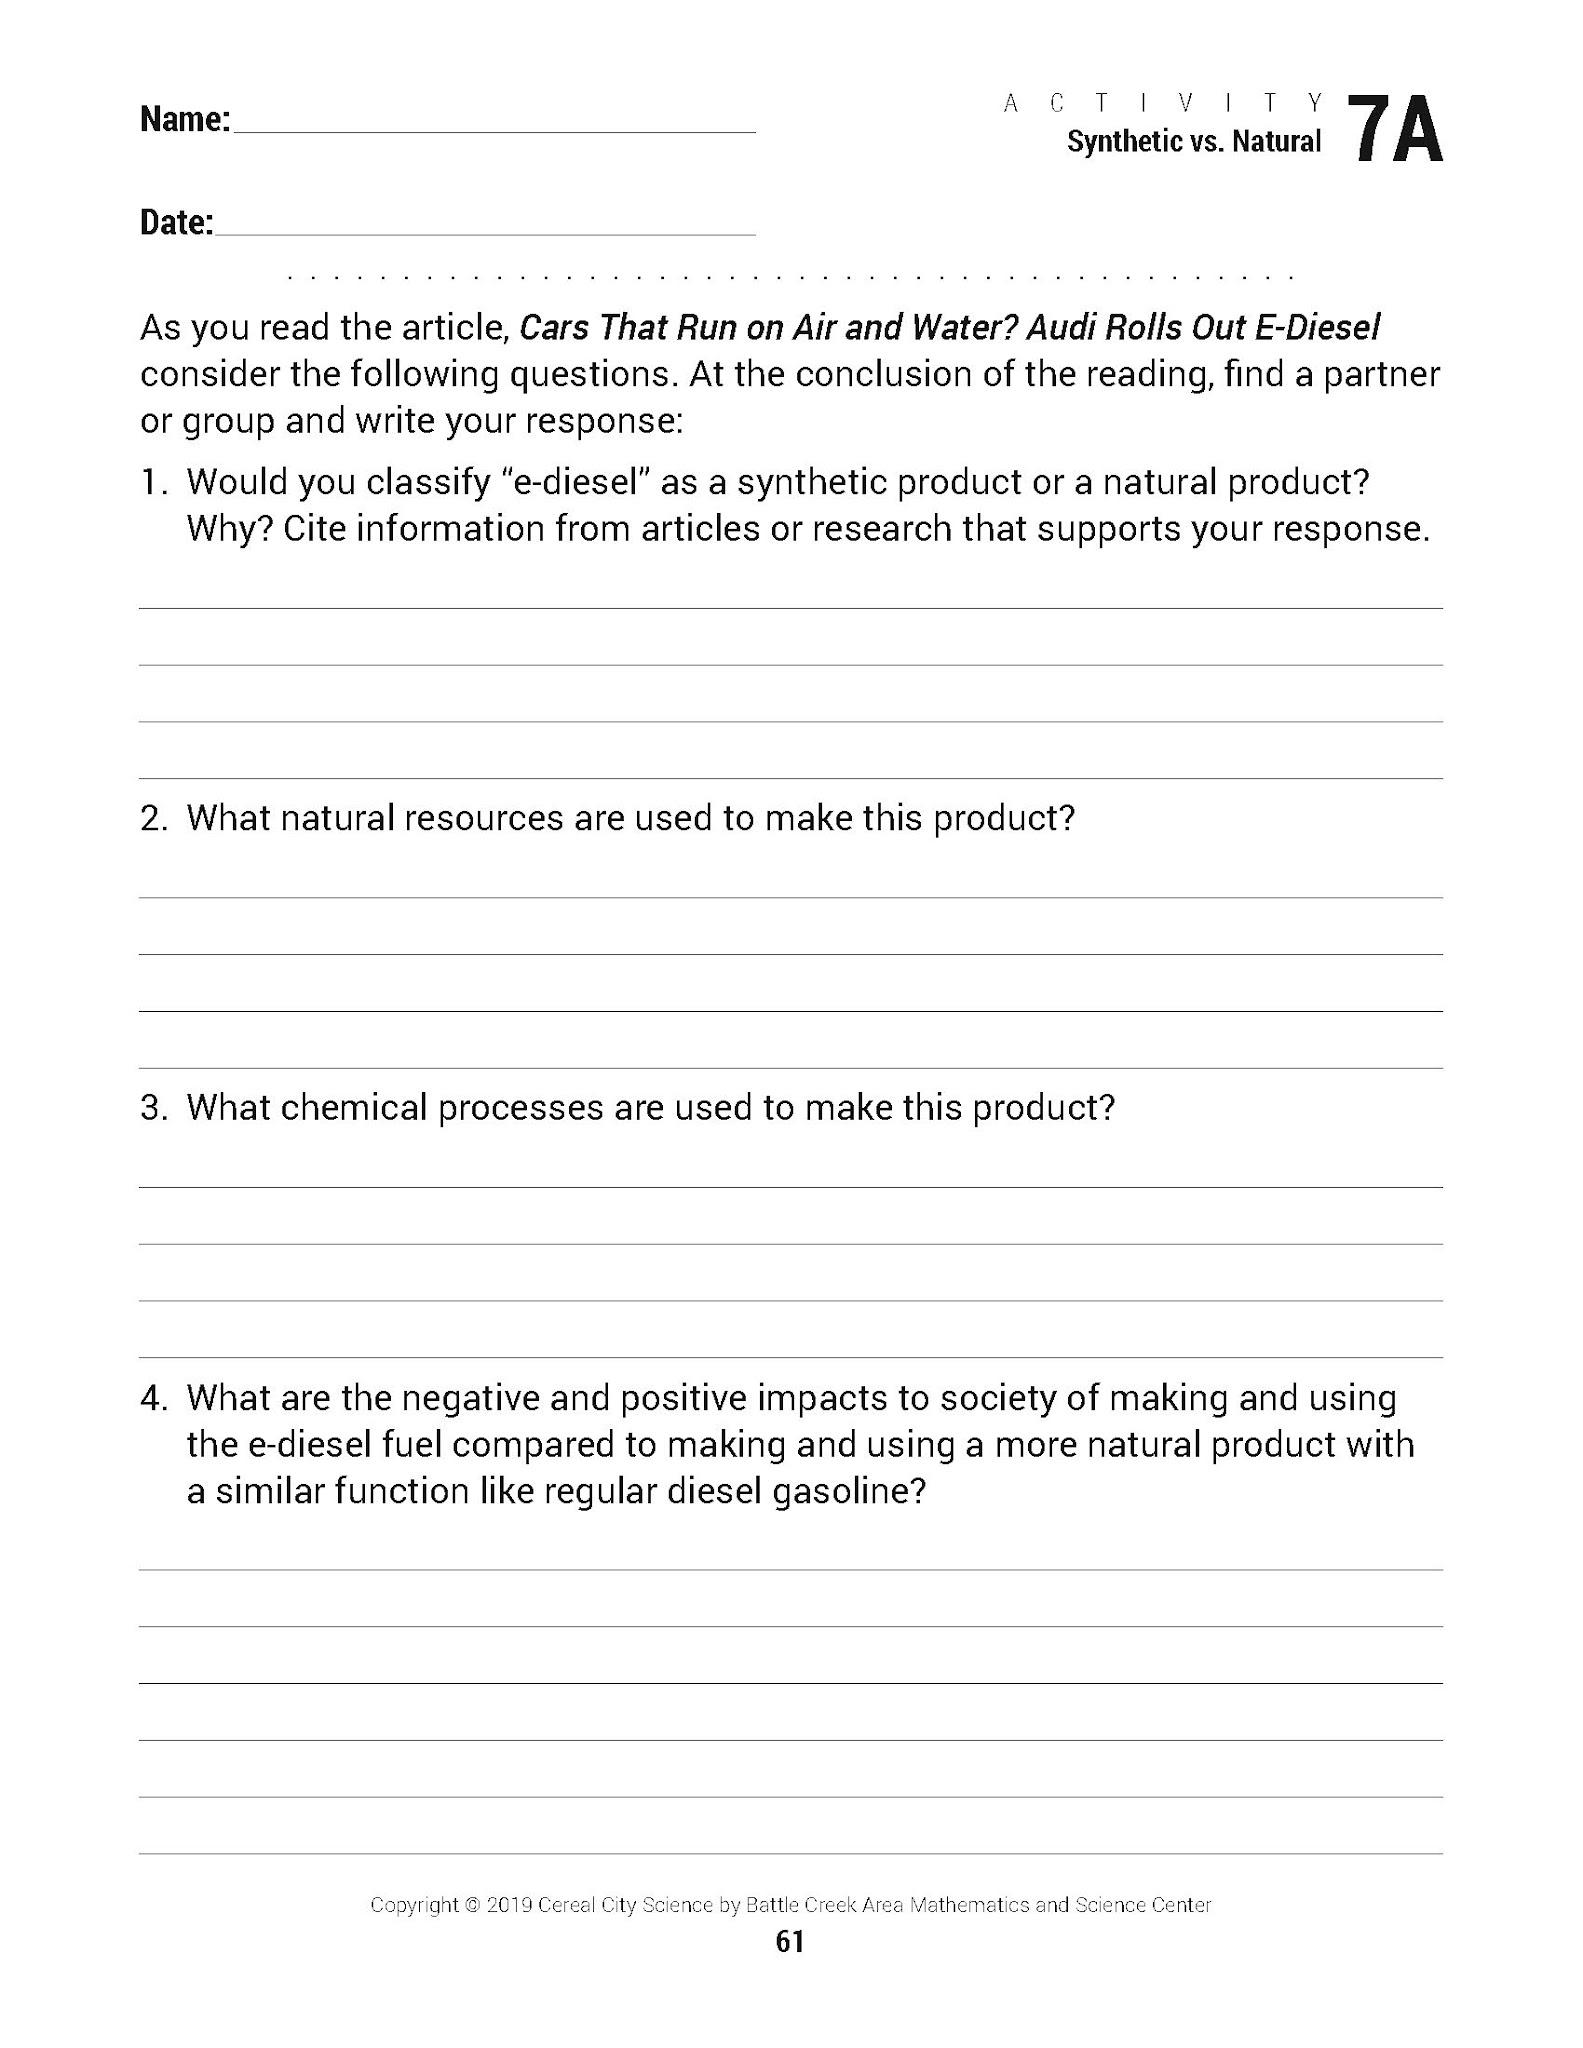 Name:
ACTIVITY
Synthetic vs. Natural
7A
Date:
As you read the article, Cars That Run on Air and Water? Audi Rolls Out E-Diesel
consider the following questions. At the conclusion of the reading, find a partner
or group and write your response:
1. Would you classify “e-diesel” as a synthetic product or a natural product?
Why? Cite information from articles or research that supports your response.
2. What natural resources are used to make this product?
3. What chemical processes are used to make this product?
4. What are the negative and positive impacts to society of making and using
the e-diesel fuel compared to making and using a more natural product with
a similar function like regular diesel gasoline?
Copyright © 2019 Cereal City Science by Battle Creek Area Mathematics and Science Center
61